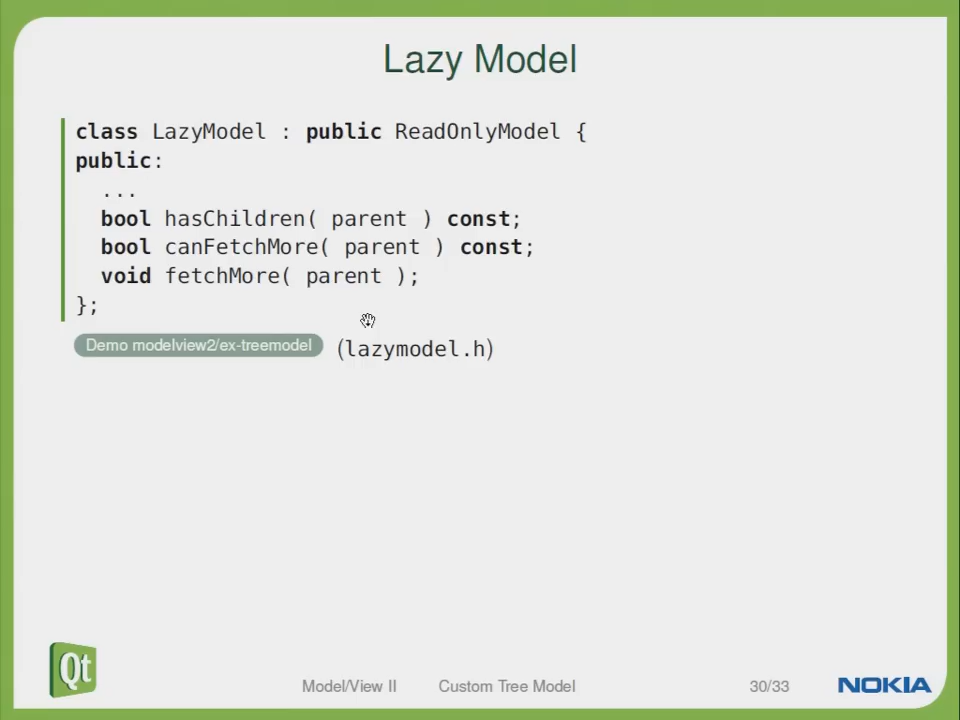 Lazy Model
class LazyModel : public ReadOnlyModel {
public:
...
bool hasChildren( parent ) const;
bool canFetchMore( parent ) const;
void fetchMore( parent );
};
Demo modelview2/ex-treemodel (lazymodel.h)
Qt Model/View II Custom Tree Model 30/33 NOKIA